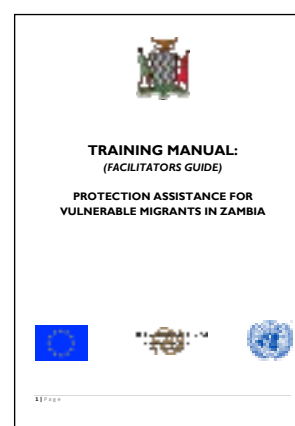 TRAINING MANUAL:
(FACILITATORS GUIDE)
PROTECTION ASSISTANCE FOR
VULNERABLE MIGRANTS IN ZAMBIA
1 | Page